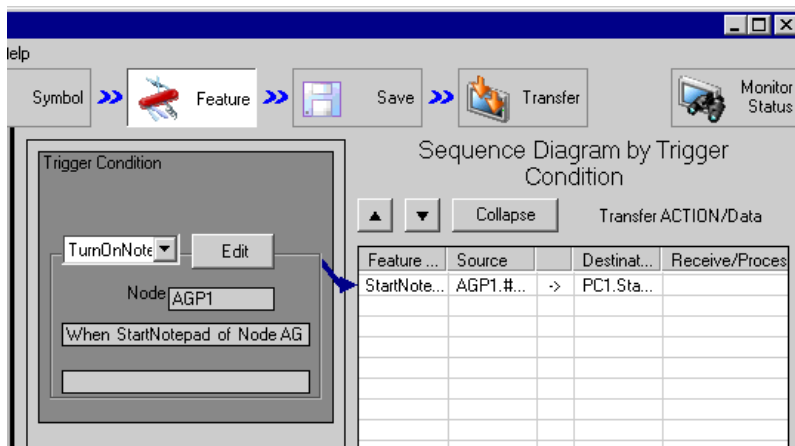 Help
Symbol
Feature
Save
Transfer
Monitor
Status
Trigger Condition
TurnOnNote
Edit
Node AGP1
When StartNotepad of Node AG
Sequence Diagram by Trigger
Condition
Collapse
Transfer ACTION/Data
Feature ... Source Destinat... Receive/Proces
StartNote... AGP1.#... -> PC1.Sta...